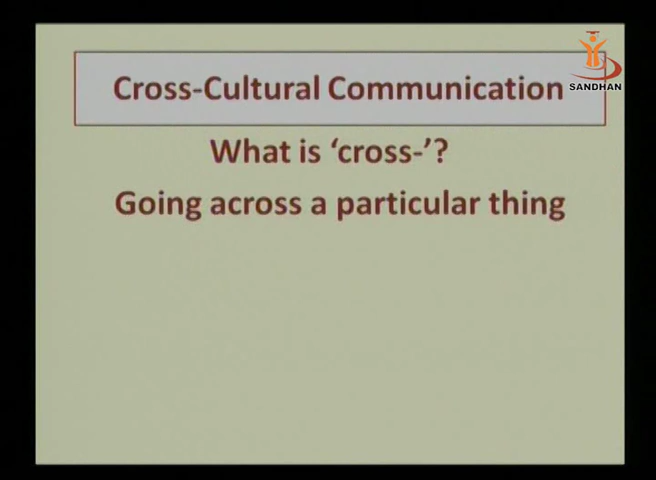 Cross-Cultural Communication
SANDHAN
What is ‘cross-’?
Going across a particular thing